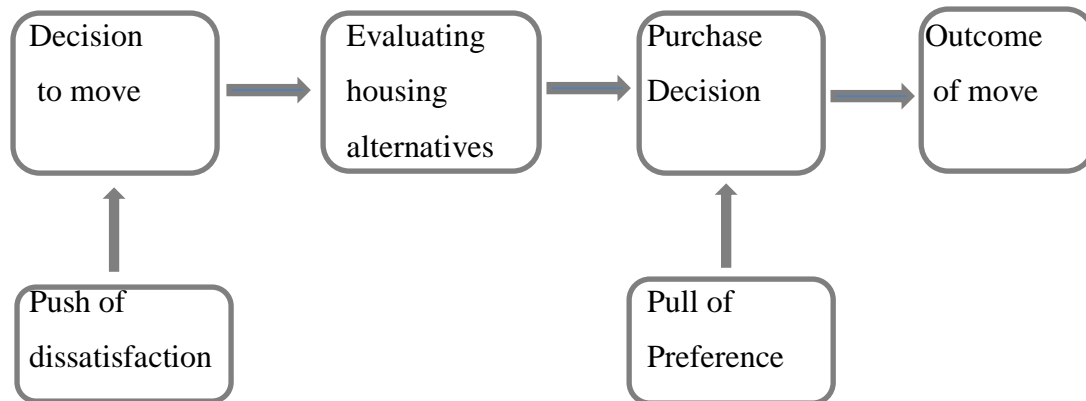 Decision
to move
Evaluating
housing
alternatives
Purchase
Decision
Outcome
of move
Push of
dissatisfaction
Pull of
Preference